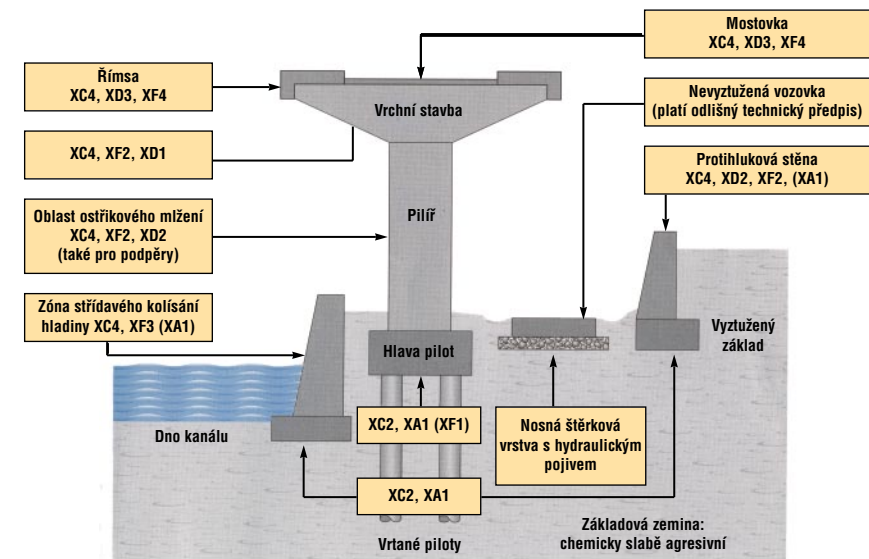 Mostovka
XC4, XD3, XF4
Římsa
XC4, XD3, XF4
Vrchní stavba
Nevyztužená vozovka
(platí odlišný technický předpis)
XC4, XF2, XD1
Protihluková stěna
XC4, XD2, XF2, (XA1)
Oblast ostřikového mlžení
XC4, XF2, XD2
(také pro podpěry)
Pilíř
Zóna střídavého kolísání
hladiny XC4, XF3 (XA1)
Hlava pilot
Vyztužený
základ
Dno kanálu
XC2, XA1 (XF1)
Nosná štěrková
vrstva s hydraulickým
pojivem
XC2, XA1
Vrtané piloty
Základová zemina:
chemicky slabě agresivní